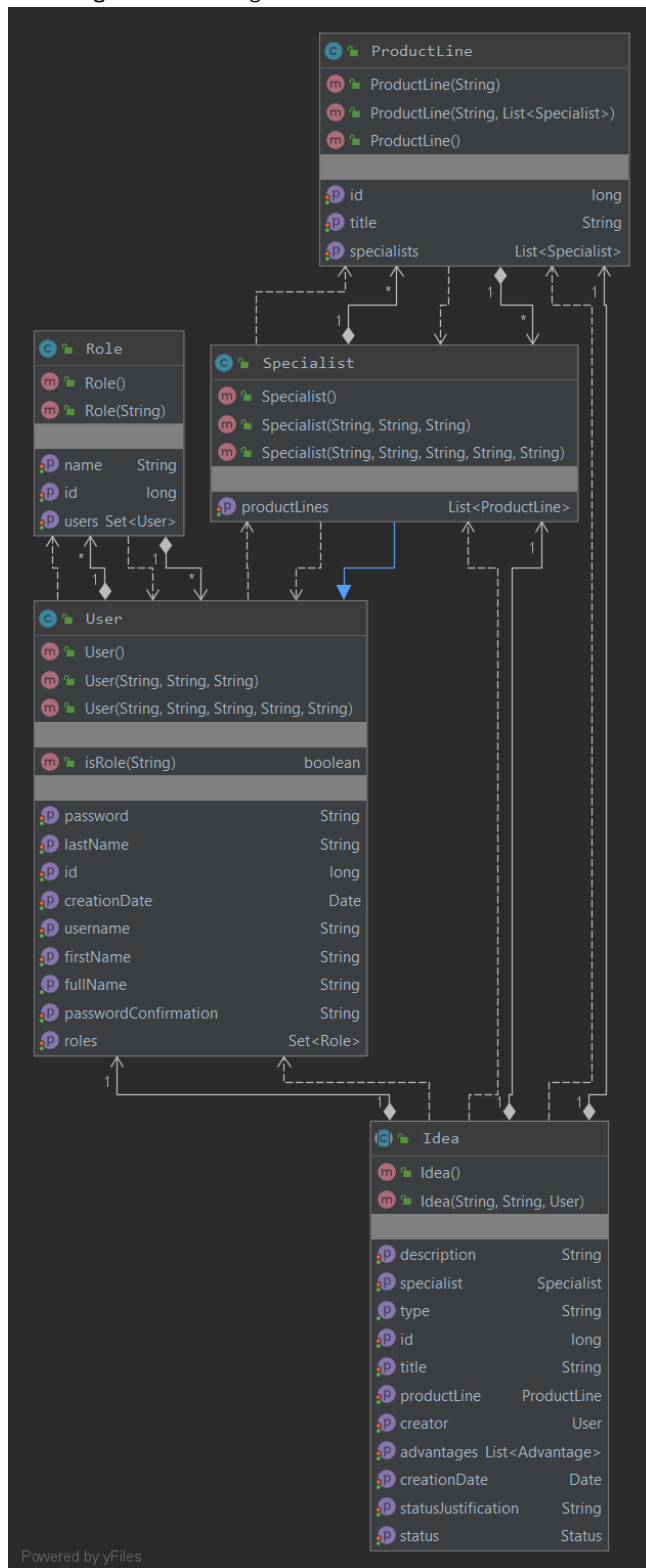 ProductLine
ProductLine(String)
ProductLine(String, List<Specialist>)
ProductLine()
id long
title String
specialists List<Specialist>
1 * 1 * 1
Role
Role()
Role(String)
name String
id long
users Set<User>
Specialist
Specialist()
Specialist(String, String, String)
Specialist(String, String, String, String, String)
productLines List<ProductLine>
* 1 1 * 1
User
User()
User(String, String, String)
User(String, String, String, String, String)
isRole(String) boolean
password String
lastName String
id long
creationDate Date
username String
firstName String
fullName String
passwordConfirmation String
roles Set<Role>
1 1 1 1
Idea
Idea()
Idea(String, String, User)
description String
specialist Specialist
type String
id long
title String
productLine ProductLine
creator User
advantages List<Advantage>
creationDate Date
statusJustification String
status Status
Powered by yFiles